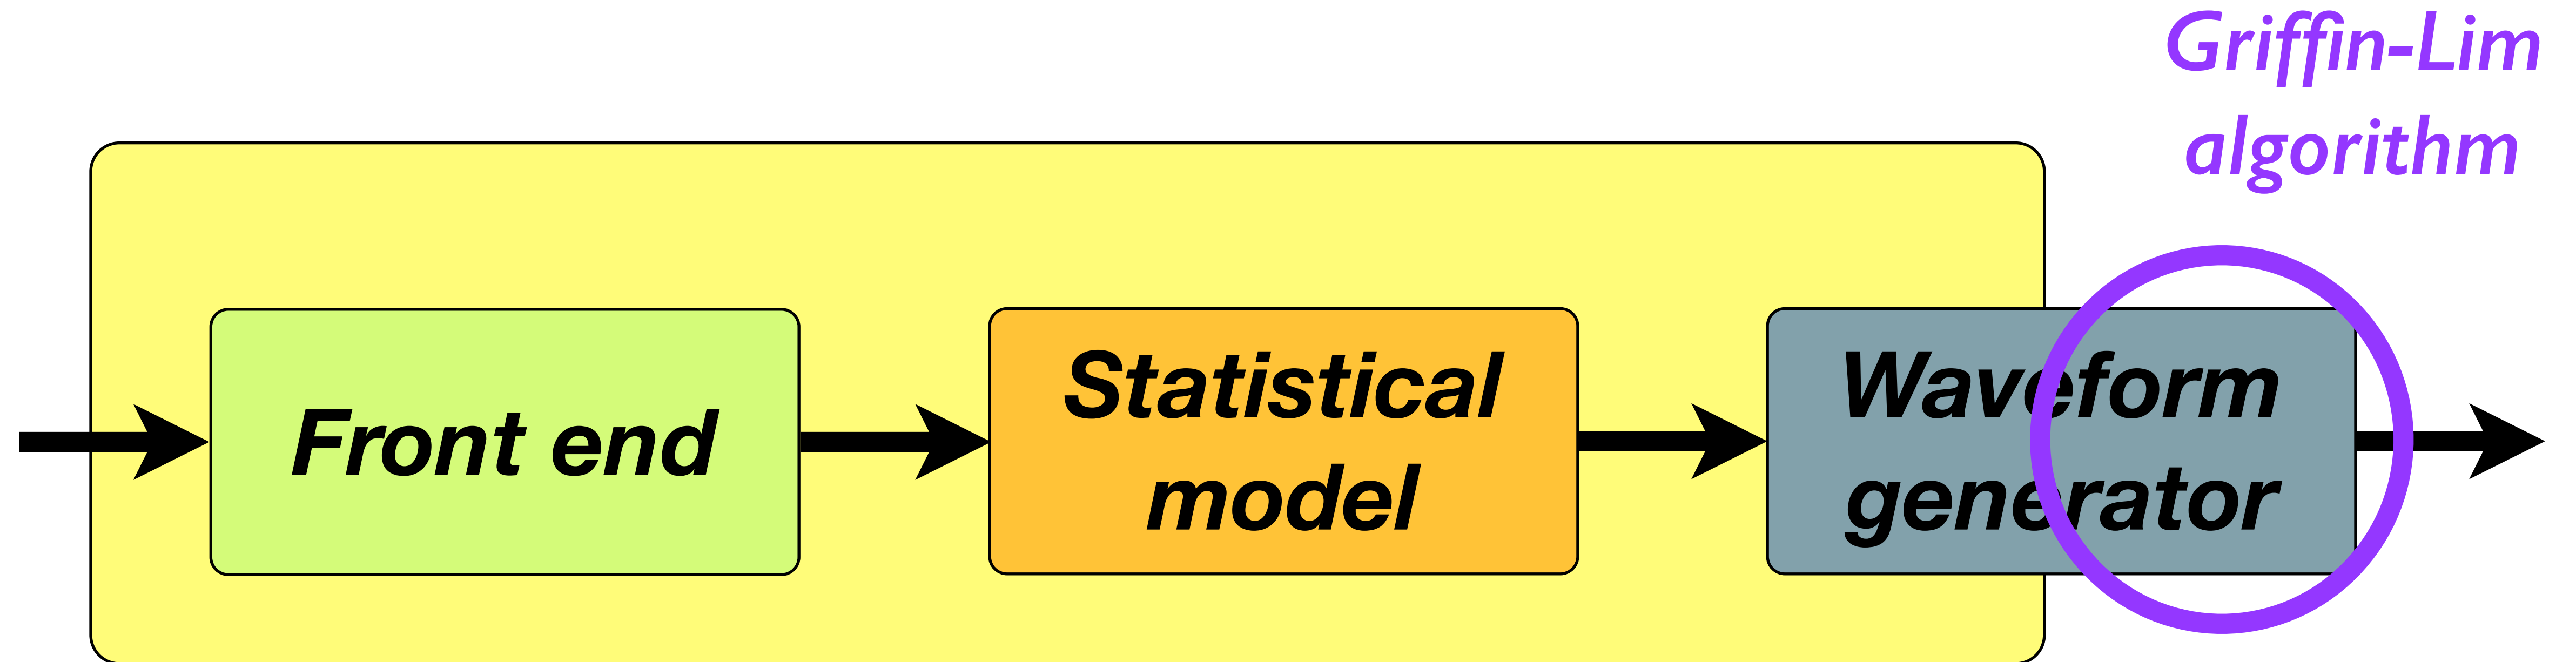 Griffin-Lim
algorithm
Front end
Statistical
model
Waveform
generator